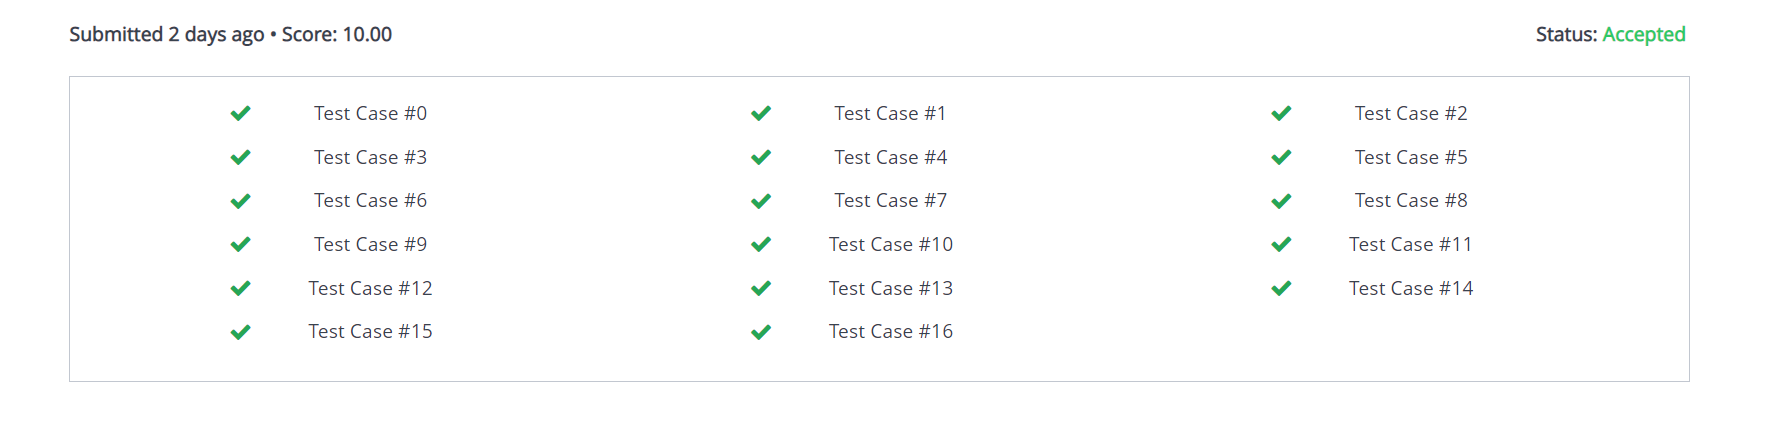 Submitted 2 days ago • Score: 10.00 Status: Accepted
Test Case #0 Test Case #1 Test Case #2
Test Case #3 Test Case #4 Test Case #5
Test Case #6 Test Case #7 Test Case #8
Test Case #9 Test Case #10 Test Case #11
Test Case #12 Test Case #13 Test Case #14
Test Case #15 Test Case #16